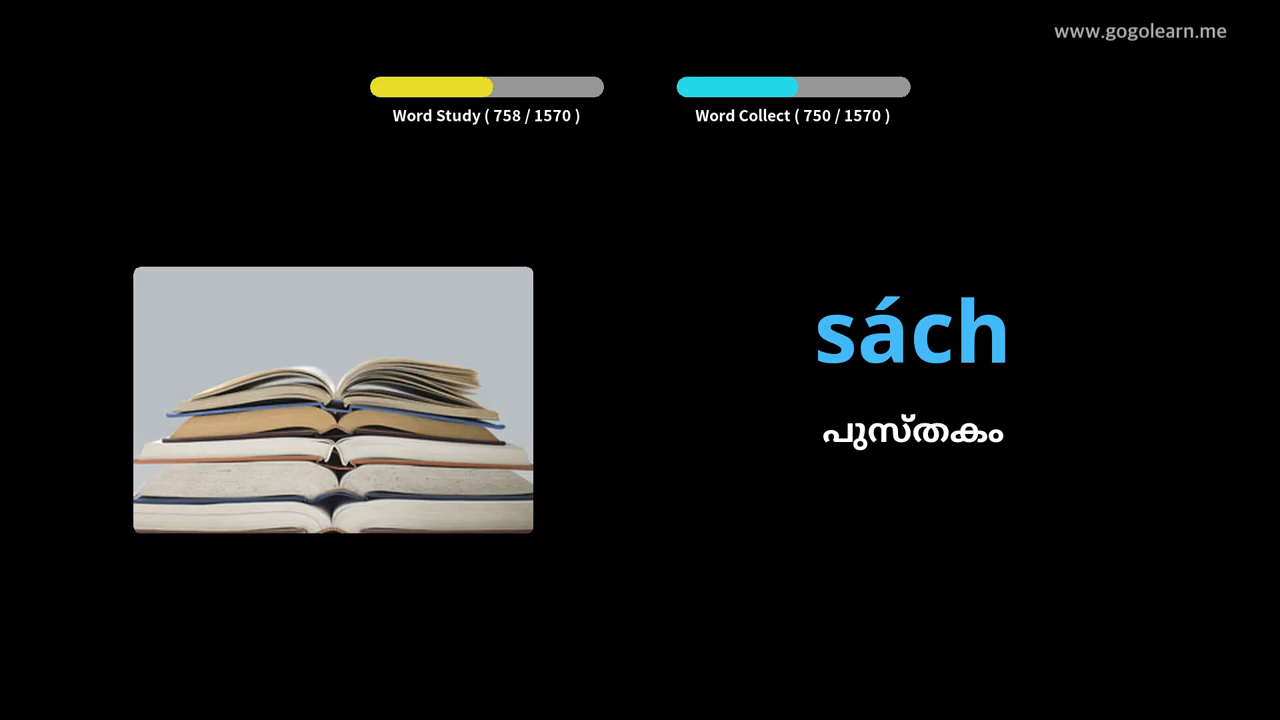 www.gogolearn.me
Word Study ( 758 / 1570 )
Word Collect ( 750 / 1570 )
sách
പുസ്തകം